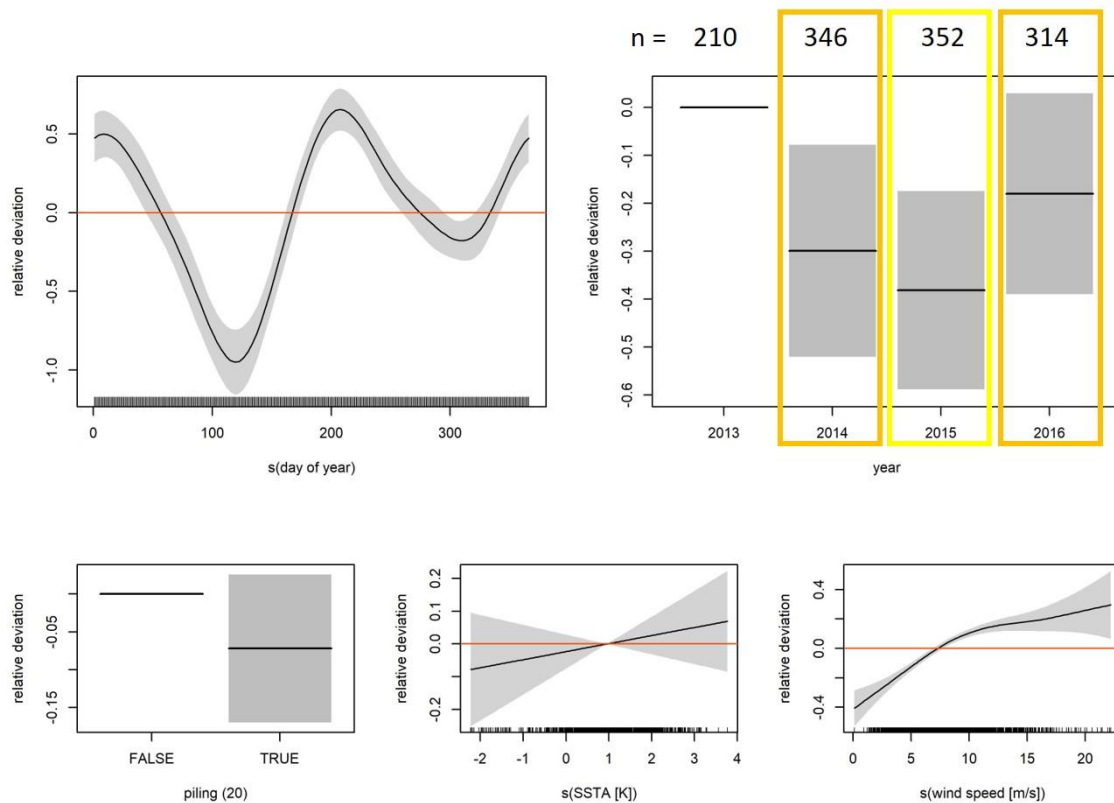 n = 210 346 352 314
relative deviation
0.5
0.0
-0.5
-1.0
0 100 200 300
s(day of year)
relative deviation
0.0
-0.1
-0.2
-0.3
-0.4
-0.5
-0.6
2013 2014 2015 2016
year
relative deviation
-0.05
-0.15
FALSE TRUE
piling (20)
relative deviation
0.2
0.1
0.0
-0.2
-2 -1 0 1 2 3 4
s(SSTA [K])
relative deviation
0.4
0.0
-0.4
0 5 10 15 20
s(wind speed [m/s])